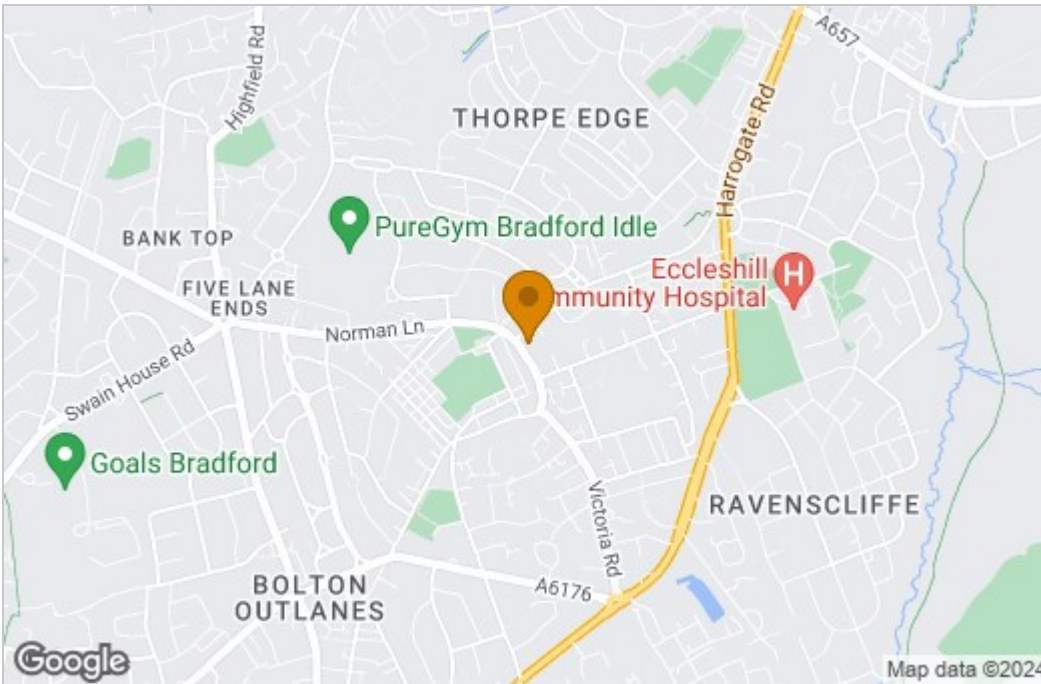 A657
Highfield Rd
THORPE EDGE
Harrogate Rd
PureGym Bradford Idle
BANK TOP
Eccleshill
mmunity Hospital
H
FIVE LANE
ENDS
Norman Ln
Swain House Rd
Goals Bradford
Victoria Rd
RAVENSCLIFFE
BOLTON
OUTLANES
A6176
Google
Map data ©2024